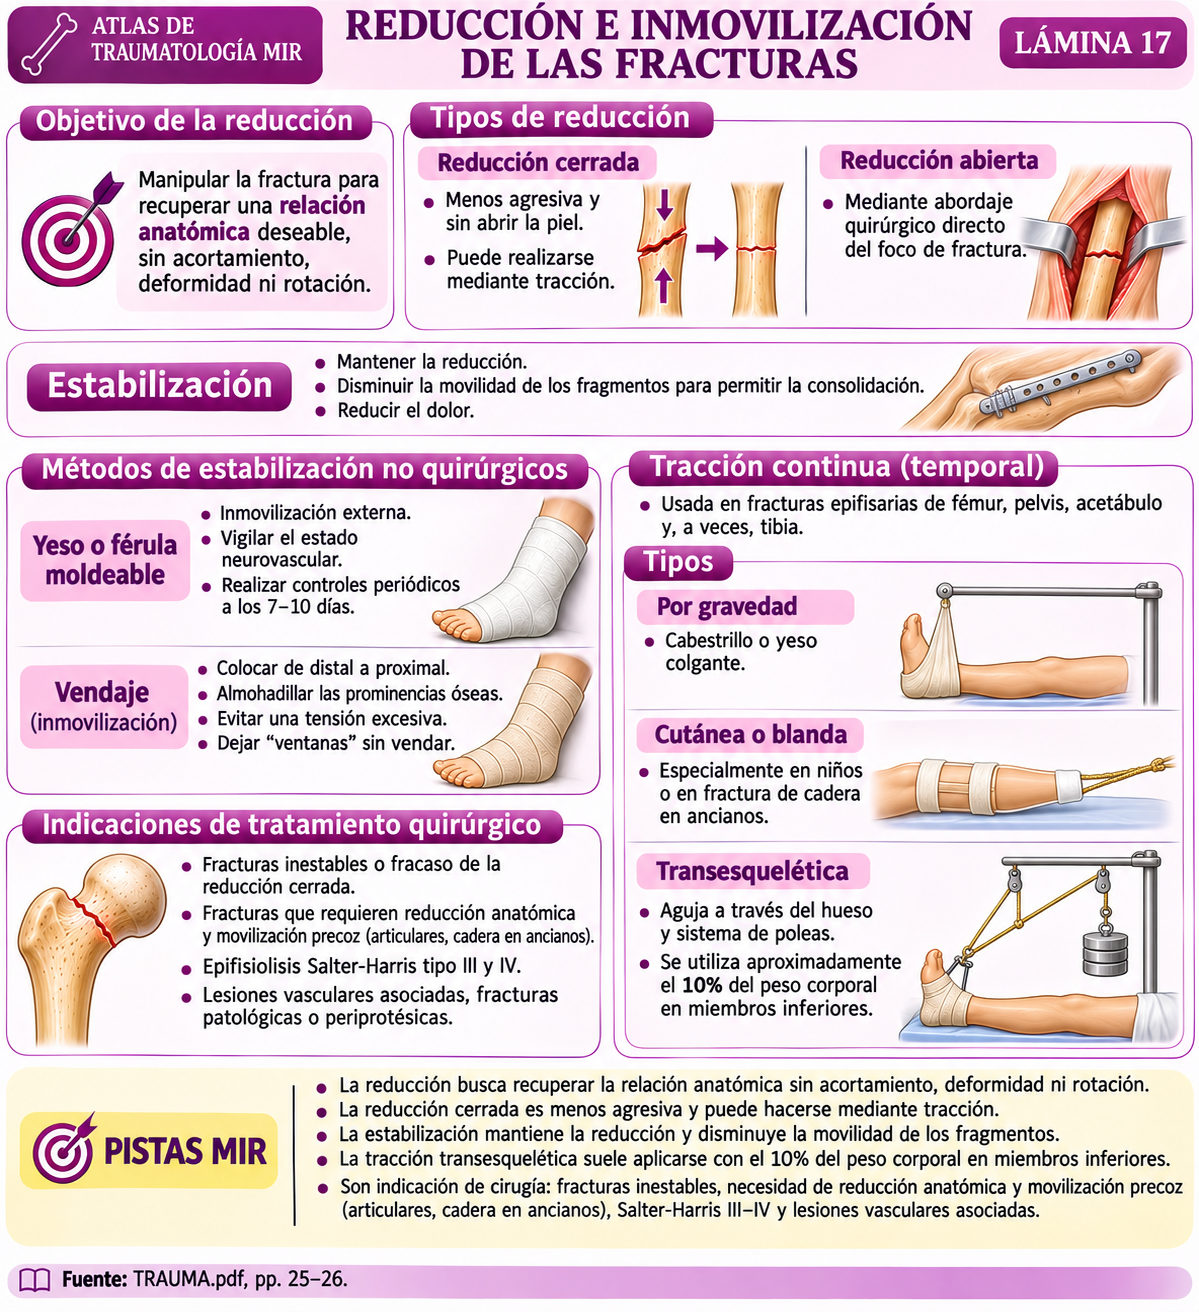 ATLAS DE
TRAUMATOLOGÍA MIR
REDUCCIÓN E INMOVILIZACIÓN
DE LAS FRACTURAS
LÁMINA 17
Objetivo de la reducción
Manipular la fractura para
recuperar una relación
anatómica deseable,
sin acortamiento,
deformidad ni rotación.
Tipos de reducción
Reducción cerrada
• Menos agresiva y
sin abrir la piel.
• Puede realizarse
mediante tracción.
Reducción abierta
• Mediante abordaje
quirúrgico directo
del foco de fractura.
Estabilización
• Mantener la reducción.
• Disminuir la movilidad de los fragmentos para permitir la consolidación.
• Reducir el dolor.
Métodos de estabilización no quirúrgicos
Yeso o férula
moldeable
• Inmovilización externa.
• Vigilar el estado
neurovascular.
• Realizar controles periódicos
a los 7–10 días.
Vendaje
(inmovilización)
• Colocar de distal a proximal.
• Almohadillar las prominencias óseas.
• Evitar una tensión excesiva.
• Dejar “ventanas” sin vendar.
Indicaciones de tratamiento quirúrgico
• Fracturas inestables o fracaso de la
reducción cerrada.
• Fracturas que requieren reducción anatómica
y movilización precoz (articulares, cadera en ancianos).
• Epifisiolisis Salter-Harris tipo III y IV.
• Lesiones vasculares asociadas, fracturas
patológicas o periprotésicas.
Tracción continua (temporal)
• Usada en fracturas epifisarias de fémur, pelvis, acetábulo
y, a veces, tibia.
Tipos
Por gravedad
• Cabestrillo o yeso
colgante.
Cutánea o blanda
• Especialmente en niños
o en fractura de cadera
en ancianos.
Transesquelética
• Aguja a través del hueso
y sistema de poleas.
• Se utiliza aproximadamente
el 10% del peso corporal
en miembros inferiores.
PISTAS MIR
• La reducción busca recuperar la relación anatómica sin acortamiento, deformidad ni rotación.
• La reducción cerrada es menos agresiva y puede hacerse mediante tracción.
• La estabilización mantiene la reducción y disminuye la movilidad de los fragmentos.
• La tracción transesquelética suele aplicarse con el 10% del peso corporal en miembros inferiores.
• Son indicación de cirugía: fracturas inestables, necesidad de reducción anatómica y movilización precoz
(articulares, cadera en ancianos), Salter-Harris III–IV y lesiones vasculares asociadas.
Fuente: TRAUMA.pdf, pp. 25–26.